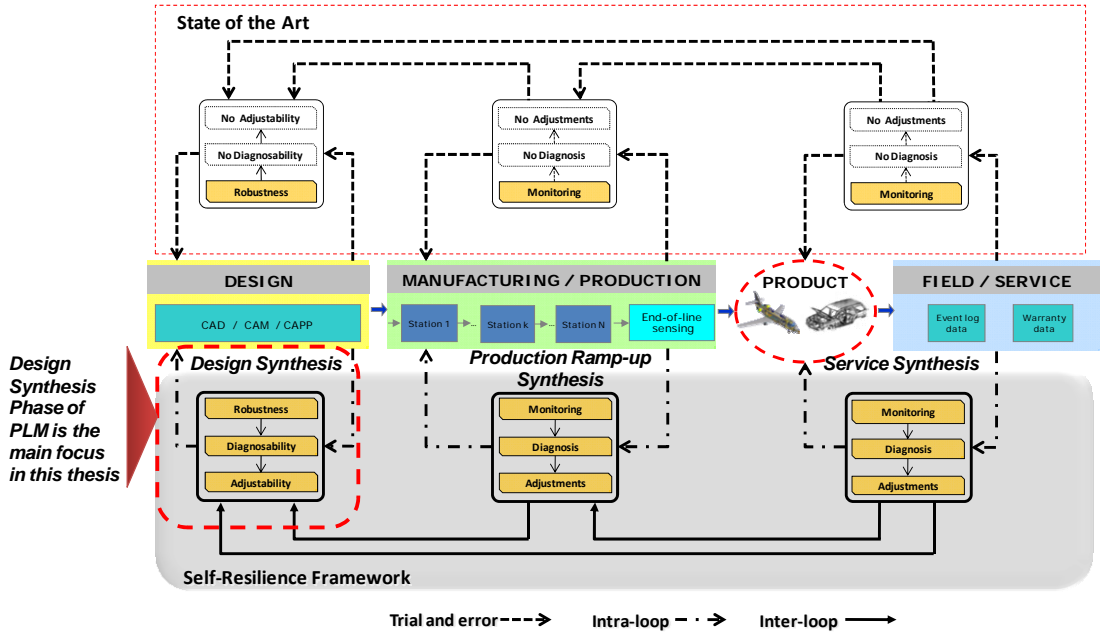 State of the Art
No Adjustability
No Diagnosability
Robustness
No Adjustments
No Diagnosis
Monitoring
No Adjustments
No Diagnosis
Monitoring
DESIGN
CAD / CAM / CAPP
MANUFACTURING / PRODUCTION
Station 1
...
Station k
...
Station N
End-of-line
sensing
PRODUCT
FIELD / SERVICE
Event log
data
Warranty
data
Design
Synthesis
Phase of
PLM is the
main focus
in this thesis
Design Synthesis
Robustness
Diagnosability
Adjustability
Production Ramp-up
Synthesis
Monitoring
Diagnosis
Adjustments
Service Synthesis
Monitoring
Diagnosis
Adjustments
Self-Resilience Framework
Trial and error
Intra-loop
Inter-loop